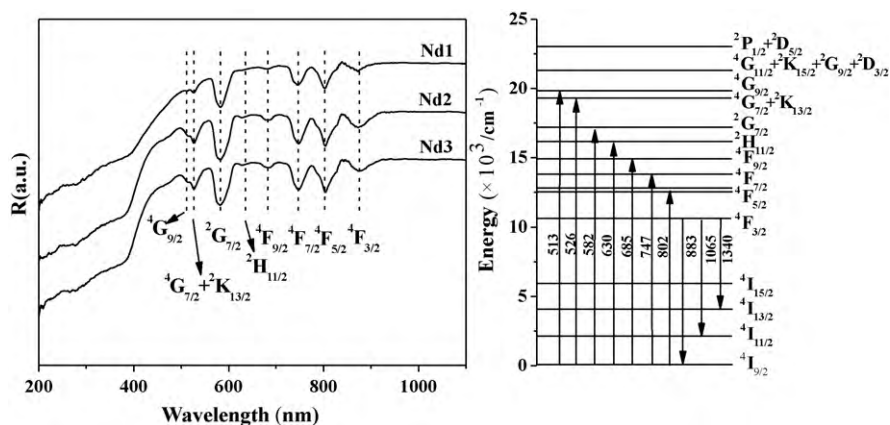 R(a.u.)
Nd1
Nd2
Nd3
⁴G₉/₂
⁴G₇/₂+²K₁₃/₂
²G₇/₂
²H₁₁/₂
⁴F₉/₂
⁴F₇/₂
⁴F₅/₂
⁴F₃/₂
200 400 600 800 1000
Wavelength (nm)
Energy (×10³/cm⁻¹)
25
20
15
10
5
0
²P₁/₂+²D₅/₂
⁴G₁₁/₂+²K₁₅/₂+²G₉/₂+²D₃/₂
⁴G₉/₂
⁴G₇/₂+²K₁₃/₂
²G₇/₂
²H₁₁/₂
⁴F₉/₂
⁴F₇/₂
⁴F₅/₂
⁴F₃/₂
513 526 582 630 685 747 802 883 1065 1340
⁴I₁₅/₂
⁴I₁₃/₂
⁴I₁₁/₂
⁴I₉/₂